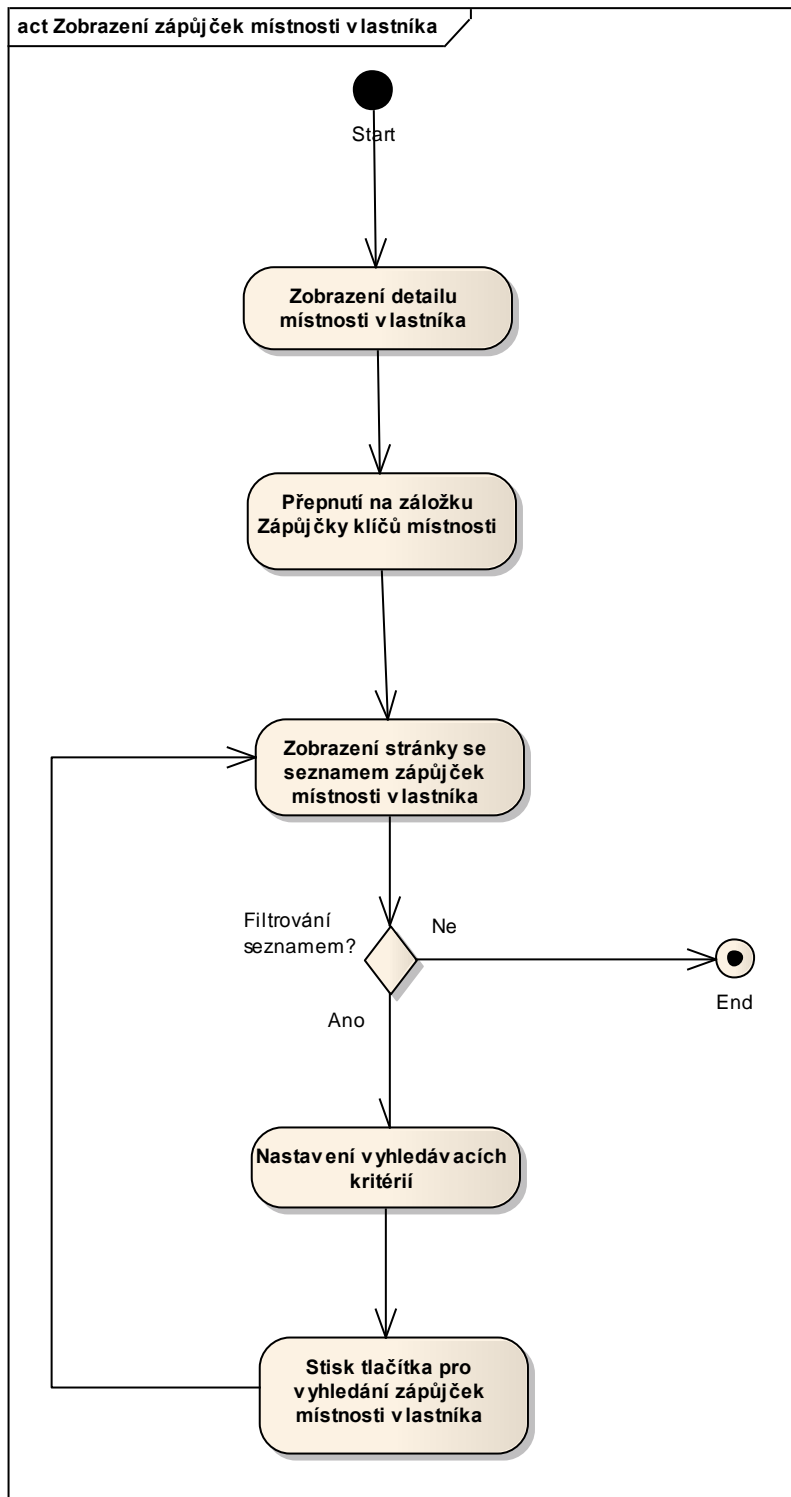 act Zobrazení zápůjček místnosti vlastníka
Start
Zobrazení detailu
místnosti vlastníka
Přepnutí na záložku
Zápůjčky klíčů místnosti
Zobrazení stránky se
seznamem zápůjček
místnosti vlastníka
Filtrování
seznamem?
Ne
End
Ano
Nastavení vyhledávacích
kritérií
Stisk tlačítka pro
vyhledání zápůjček
místnosti vlastníka